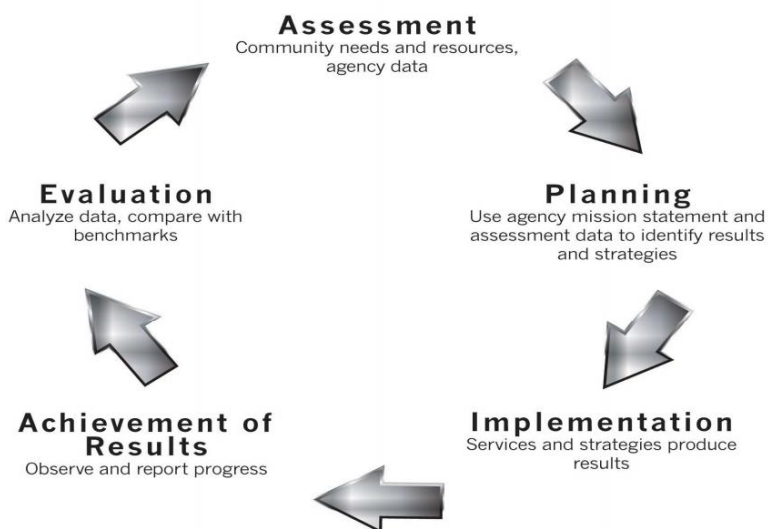 Assessment
Community needs and resources,
agency data
Planning
Use agency mission statement and
assessment data to identify results
and strategies
Implementation
Services and strategies produce
results
Achievement of
Results
Observe and report progress
Evaluation
Analyze data, compare with
benchmarks